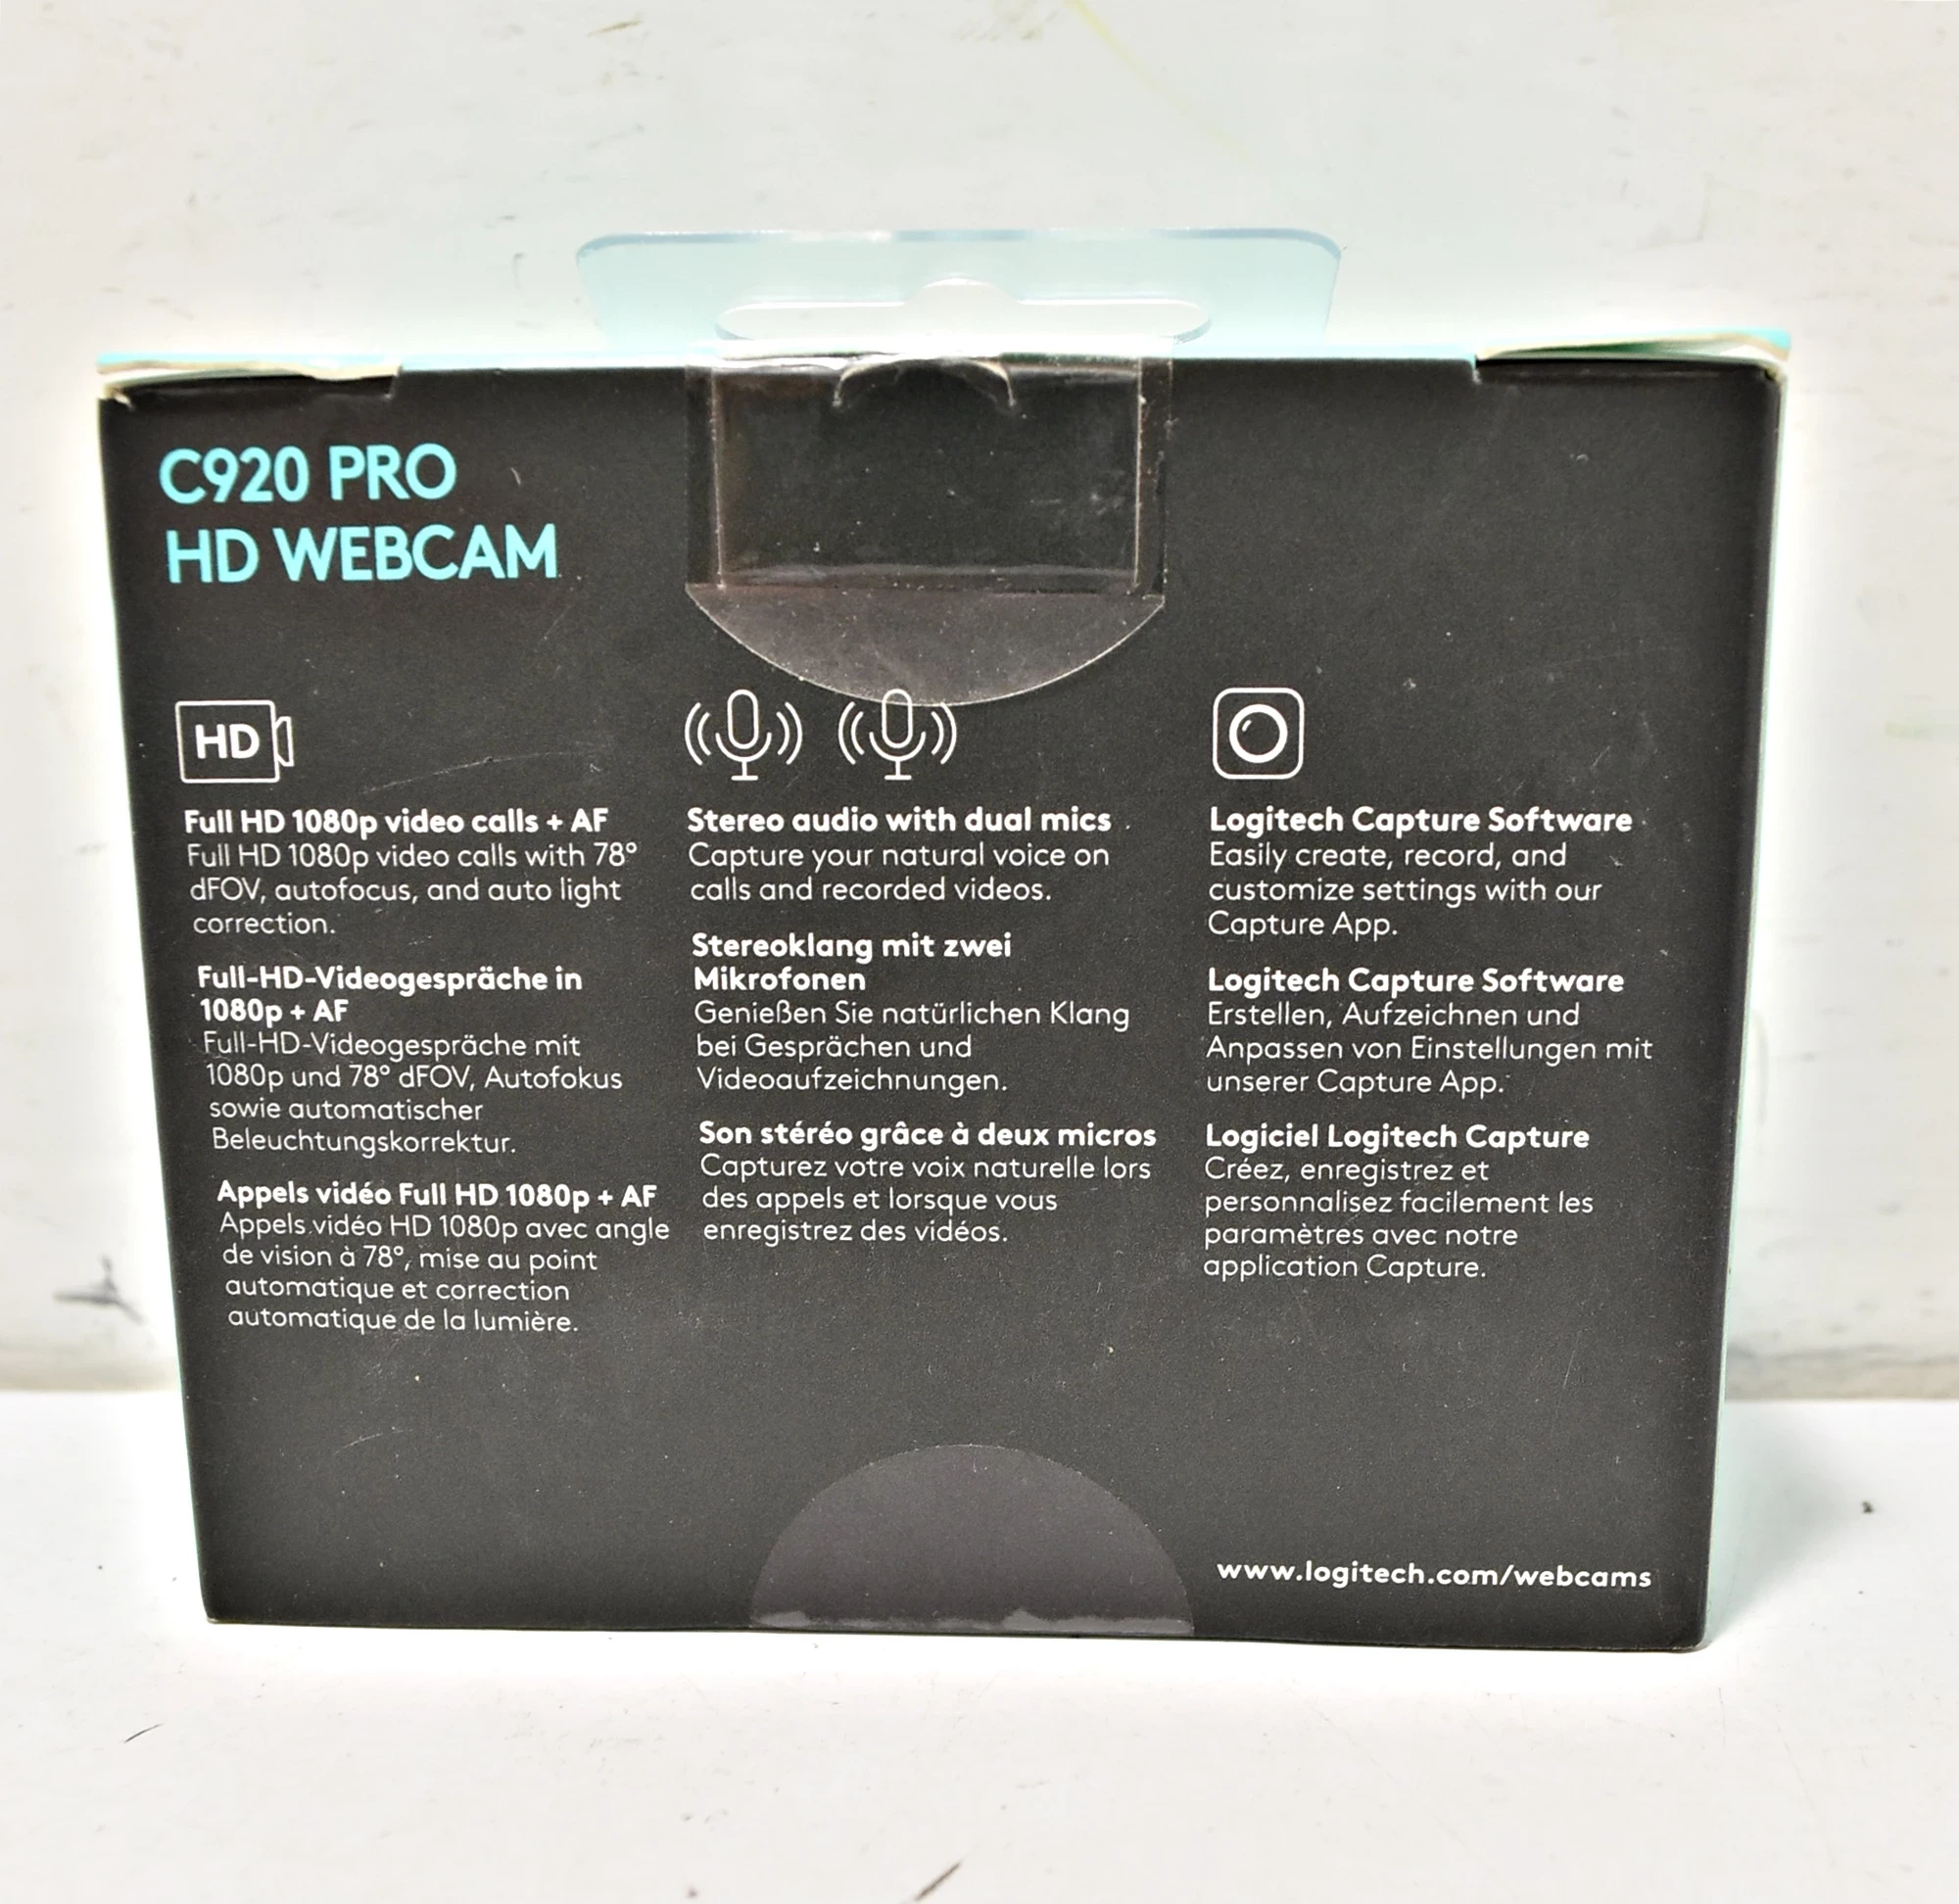 C920 PRO
HD WEBCAM
HD
Full HD 1080p video calls + AF
Full HD 1080p video calls with 78°
dFOV, autofocus, and auto light
correction.
Full-HD-Videogespräche in
1080p + AF
Full-HD-Videogespräche mit
1080p und 78° dFOV, Autofokus
sowie automatischer
Beleuchtungskorrektur.
Appels vidéo Full HD 1080p + AF
Appels vidéo HD 1080p avec angle
de vision à 78°, mise au point
automatique et correction
automatique de la lumière.
Stereo audio with dual mics
Capture your natural voice on
calls and recorded videos.
Stereoklang mit zwei
Mikrofonen
Genießen Sie natürlichen Klang
bei Gesprächen und
Videoaufzeichnungen.
Son stéréo grâce à deux micros
Capturez votre voix naturelle lors
des appels et lorsque vous
enregistrez des vidéos.
Logitech Capture Software
Easily create, record, and
customize settings with our
Capture App.
Logitech Capture Software
Erstellen, Aufzeichnen und
Anpassen von Einstellungen mit
unserer Capture App.
Logiciel Logitech Capture
Créez, enregistrez et
personnalisez facilement les
paramètres avec notre
application Capture.
www.logitech.com/webcams